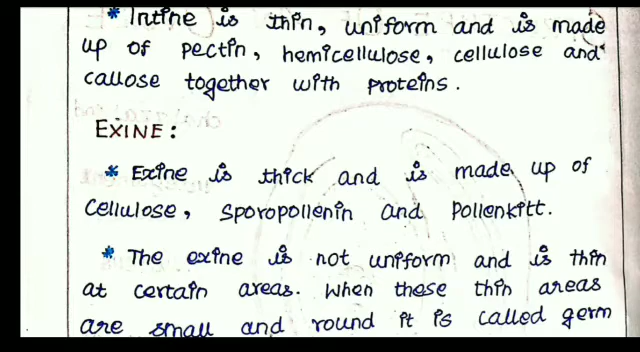 * Intine is thin, uniform and is made
up of pectin, hemicellulose, cellulose and
callose together with proteins.
EXINE:
* Exine is thick and is made up of
cellulose, sporopollenin and pollenkitt.
* The exine is not uniform and is thin
at certain areas. When these thin areas
are small and round it is called germ